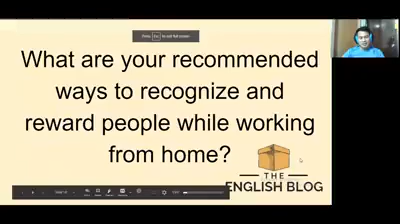 What are your recommended
ways to recognize and
reward people while working
from home?
THE
ENGLISH BLOG